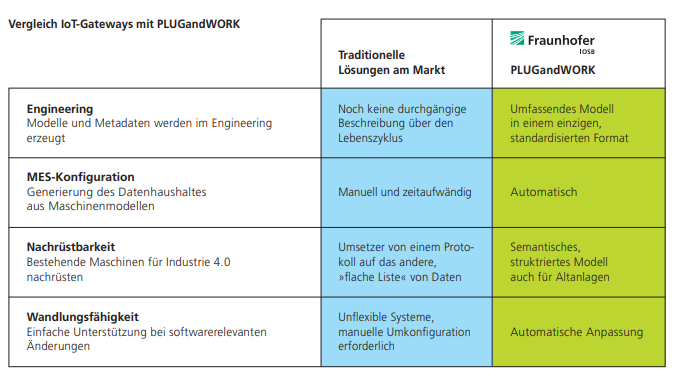 Vergleich IoT-Gateways mit PLUGandWORK
Traditionelle
Lösungen am Markt
Fraunhofer
IOSB
PLUGandWORK
Engineering
Modelle und Metadaten werden im Engineering
erzeugt
Noch keine durchgängige
Beschreibung über den
Lebenszyklus
Umfassendes Modell
in einem einzigen,
standardisierten Format
MES-Konfiguration
Generierung des Datenhaushaltes
aus Maschinenmodellen
Manuell und zeitaufwändig
Automatisch
Nachrüstbarkeit
Bestehende Maschinen für Industrie 4.0
nachrüsten
Umsetzer von einem Proto-
koll auf das andere,
»flache Liste« von Daten
Semantisches,
struktriertes Modell
auch für Altanlagen
Wandlungsfähigkeit
Einfache Unterstützung bei softwarerelevanten
Änderungen
Unflexible Systeme,
manuelle Umkonfiguration
erforderlich
Automatische Anpassung